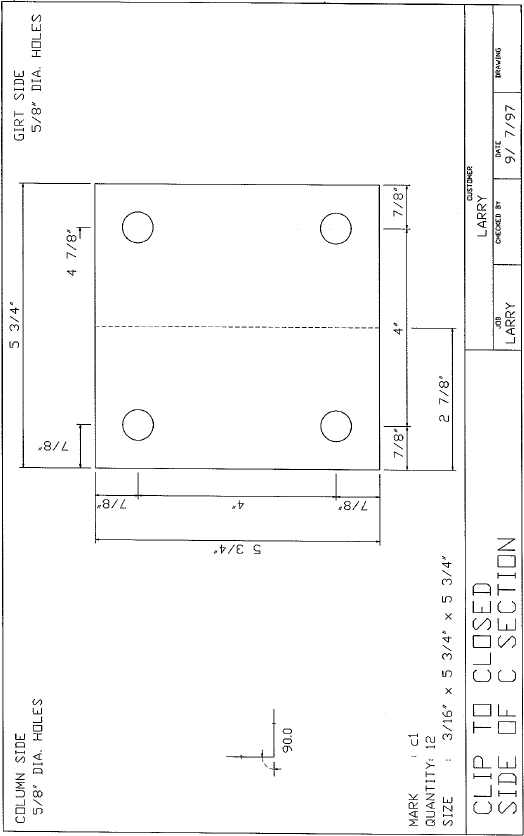 COLUMN SIDE
5/8" DIA. HOLES
GIRT SIDE
5/8" DIA. HOLES
5 3/4"
7/8"
4 7/8"
7/8"
4"
7/8"
2 7/8"
7/8"
4"
7/8"
5 3/4"
90.0
MARK : c1
QUANTITY: 12
SIZE : 3/16" x 5 3/4" x 5 3/4"
CLIP TO CLOSED
SIDE OF C SECTION
CUSTOMER
LARRY
JOB
LARRY
CHECKED BY
DATE
9/ 7/97
DRAWING